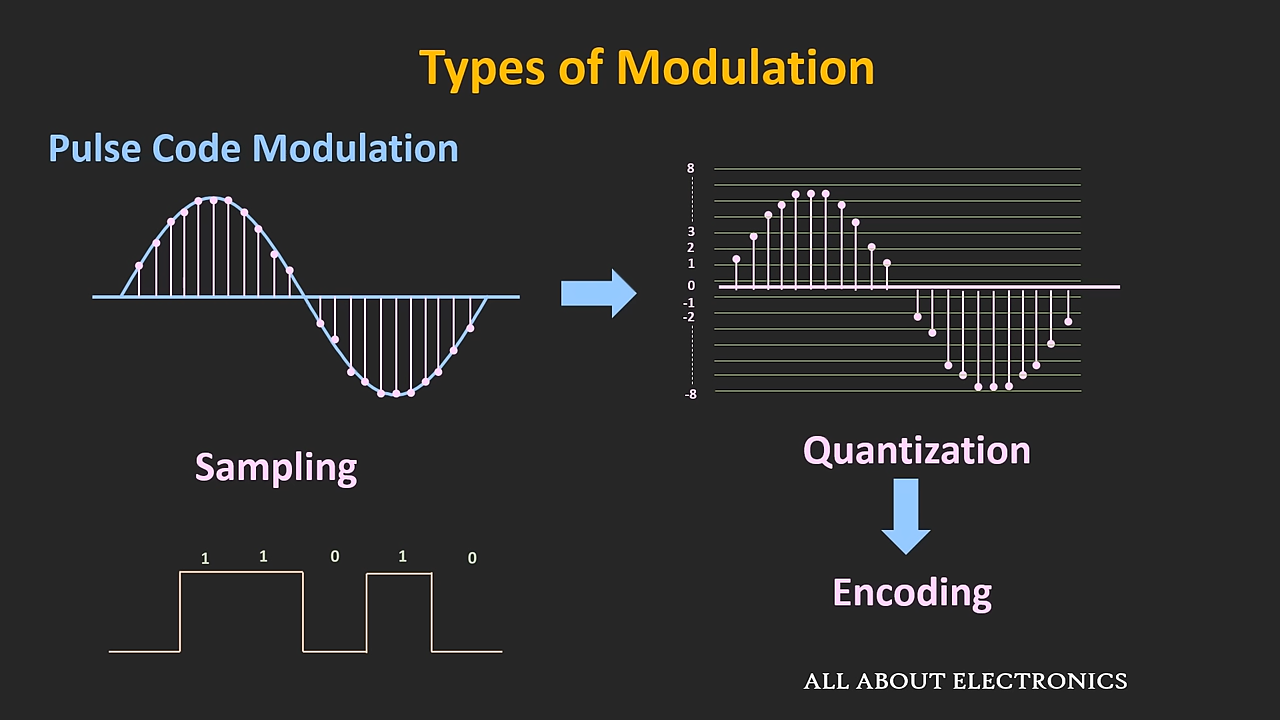 Types of Modulation
Pulse Code Modulation
8
3
2
1
0
-1
-2
-8
Sampling
Quantization
Encoding
1 1 0 1 0
ALL ABOUT ELECTRONICS